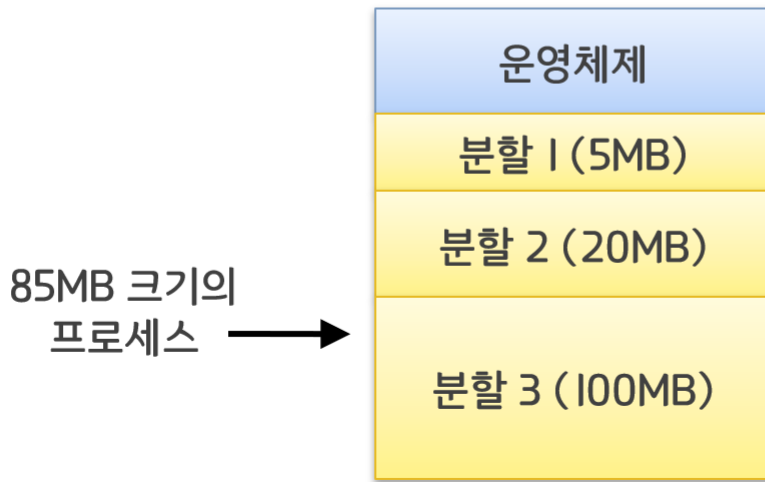 운영체제
분할 1 (5MB)
분할 2 (20MB)
85MB 크기의
프로세스
분할 3 (100MB)